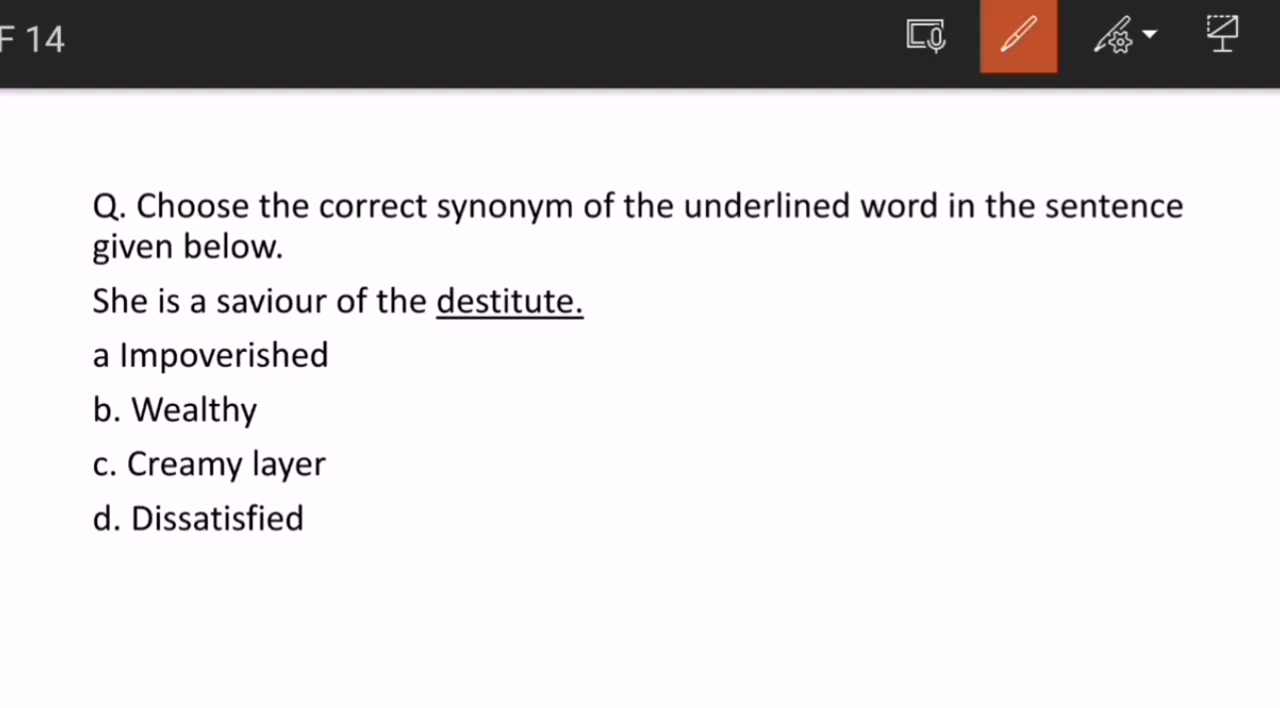 F 14
Q. Choose the correct synonym of the underlined word in the sentence
given below.
She is a saviour of the destitute.
a Impoverished
b. Wealthy
c. Creamy layer
d. Dissatisfied